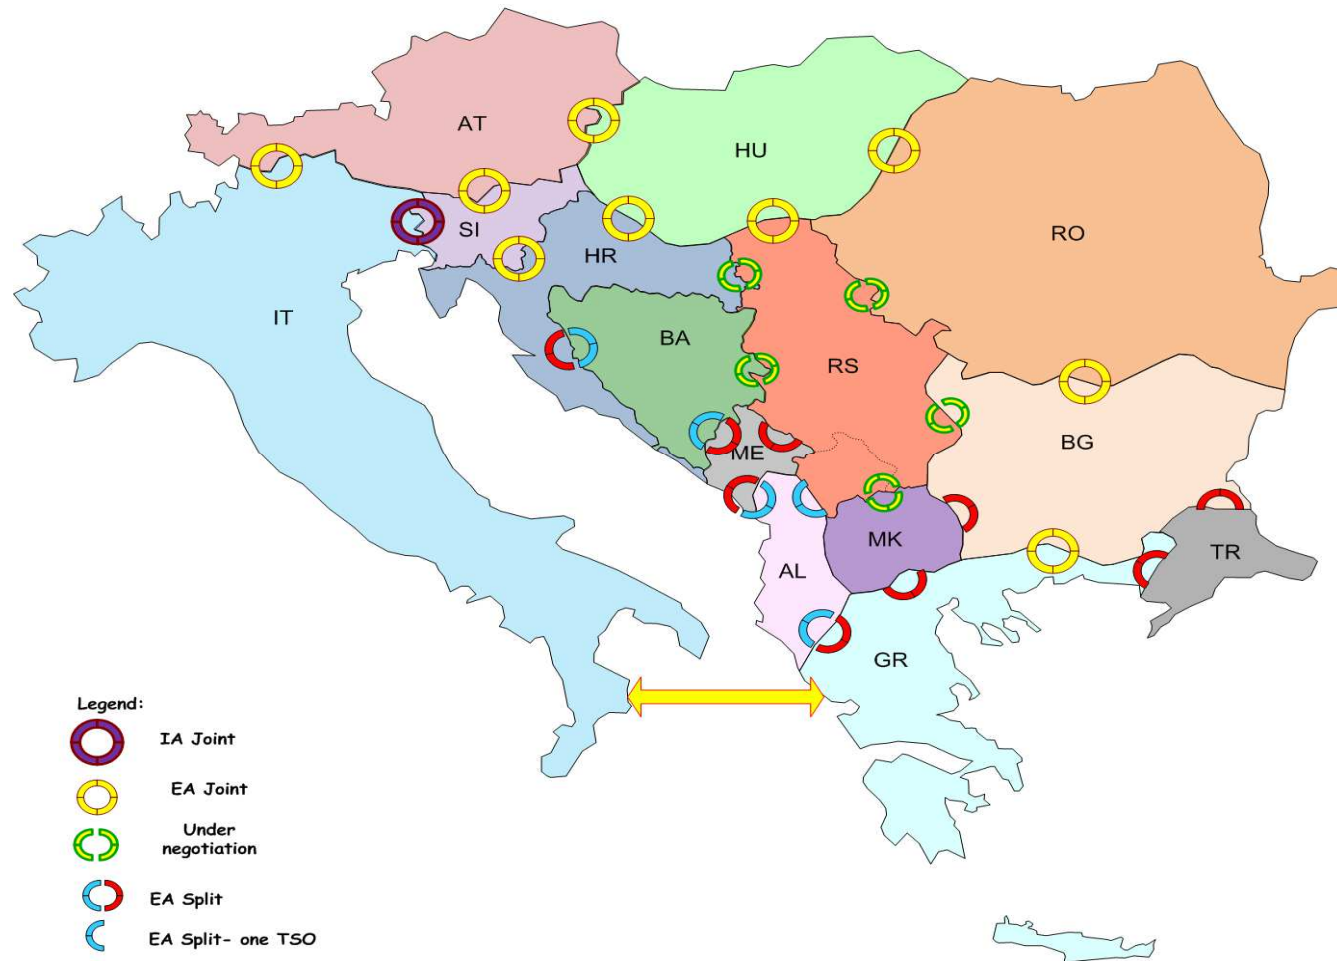 AT
HU
SI
HR
RO
IT
BA
RS
ME
BG
MK
AL
TR
GR
Legend:
IA Joint
EA Joint
Under
negotiation
EA Split
EA Split- one TSO